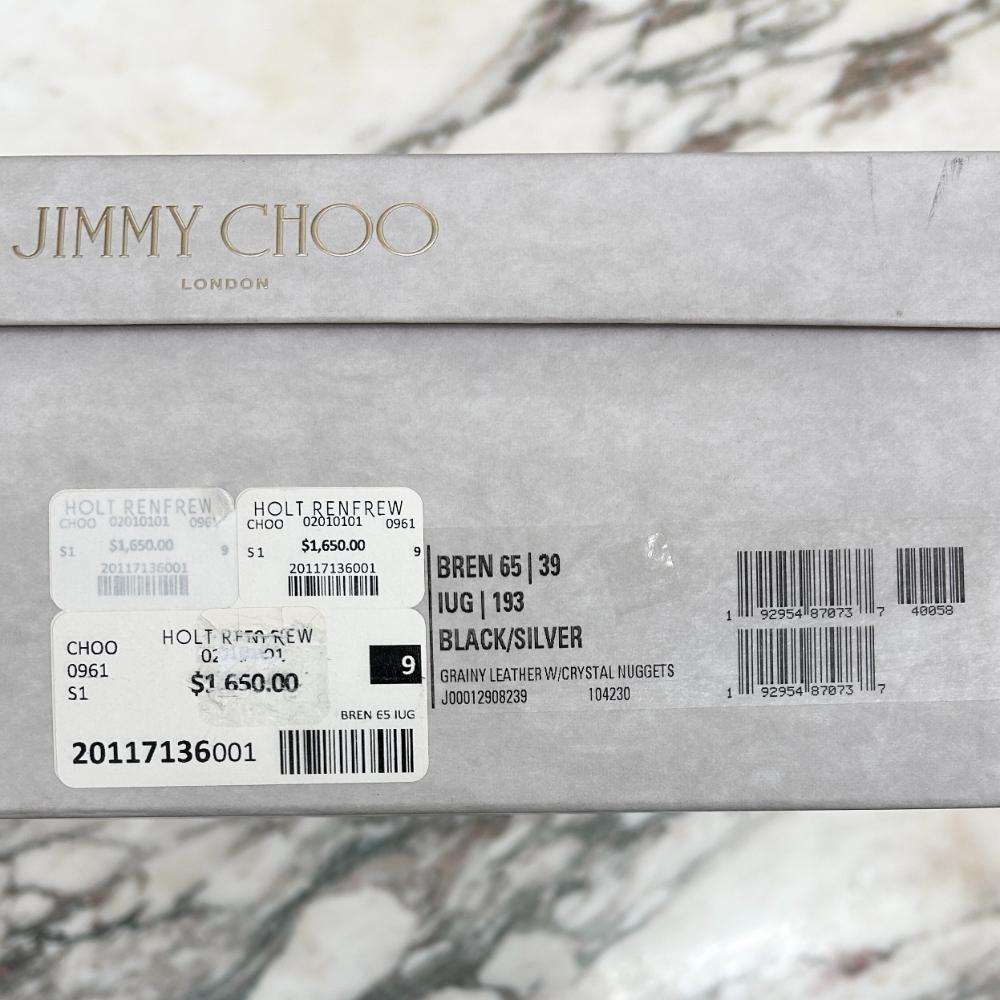 JIMMY CHOO
LONDON
HOLT RENFREW
CHOO 02010101 0961
S1 $1,650.00 9
20117136001
HOLT RENFREW
CHOO 02010101 0961
S1 $1,650.00 9
20117136001
CHOO HOLT RENFREW
0961
S1 $1,650.00
9
BREN 65 IUG
20117136001
BREN 65 | 39
IUG | 193
BLACK/SILVER
GRAINY LEATHER W/CRYSTAL NUGGETS
J00012908239 104230
1 92954 87073 7
40058
1 92954 87073 7